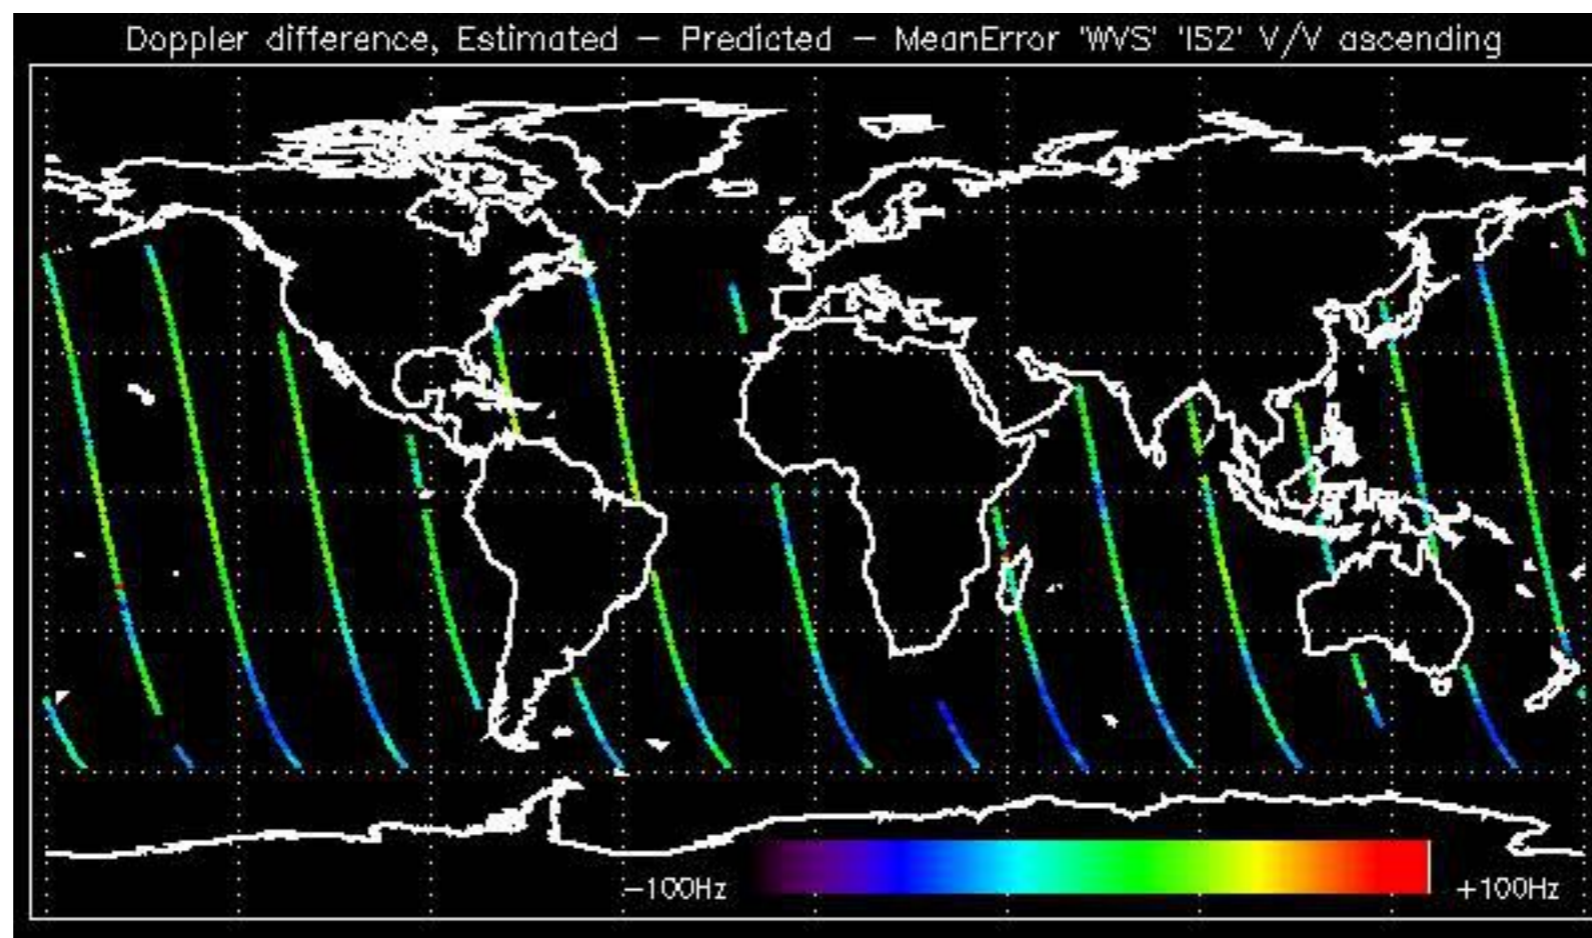 Doppler difference, Estimated – Predicted – MeanError 'WVS' 'IS2' V/V ascending
–100Hz +100Hz